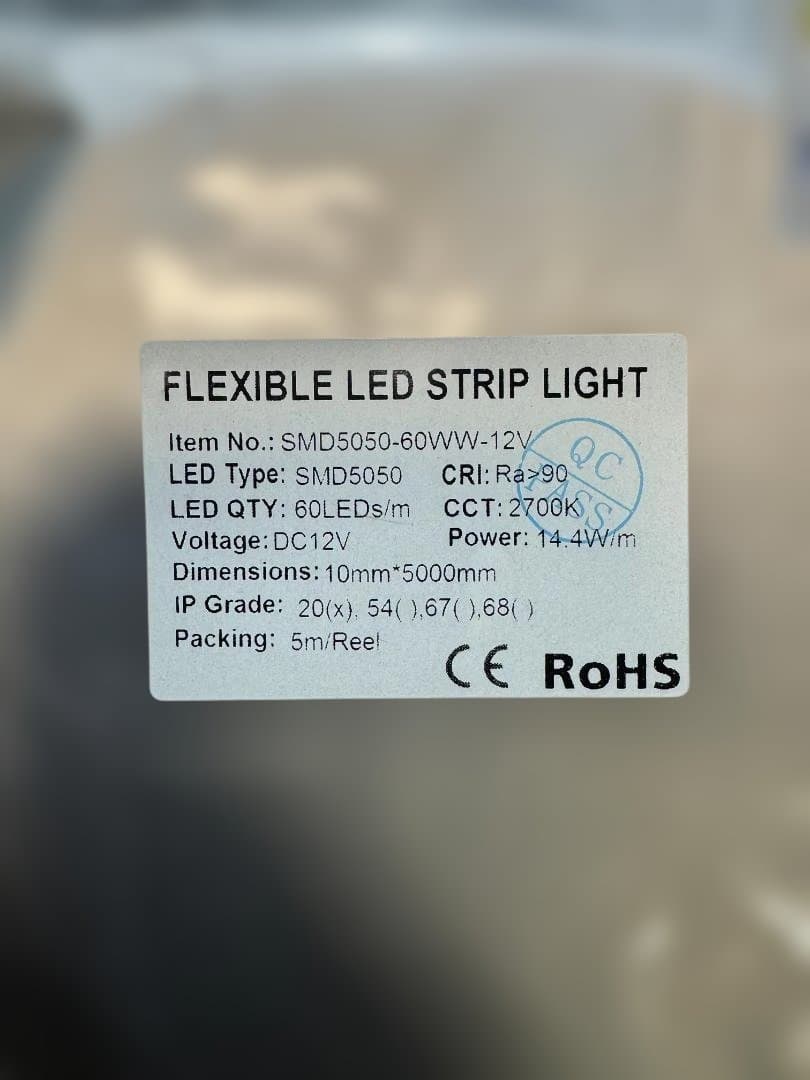 FLEXIBLE LED STRIP LIGHT
Item No.: SMD5050-60WW-12V
LED Type: SMD5050 CRI: Ra>90
LED QTY: 60LEDs/m CCT: 2700K
Voltage: DC12V Power: 14.4W/m
Dimensions: 10mm*5000mm
IP Grade: 20(x), 54( ),67( ),68( )
Packing: 5m/Reel
CE RoHS
QC
PASS